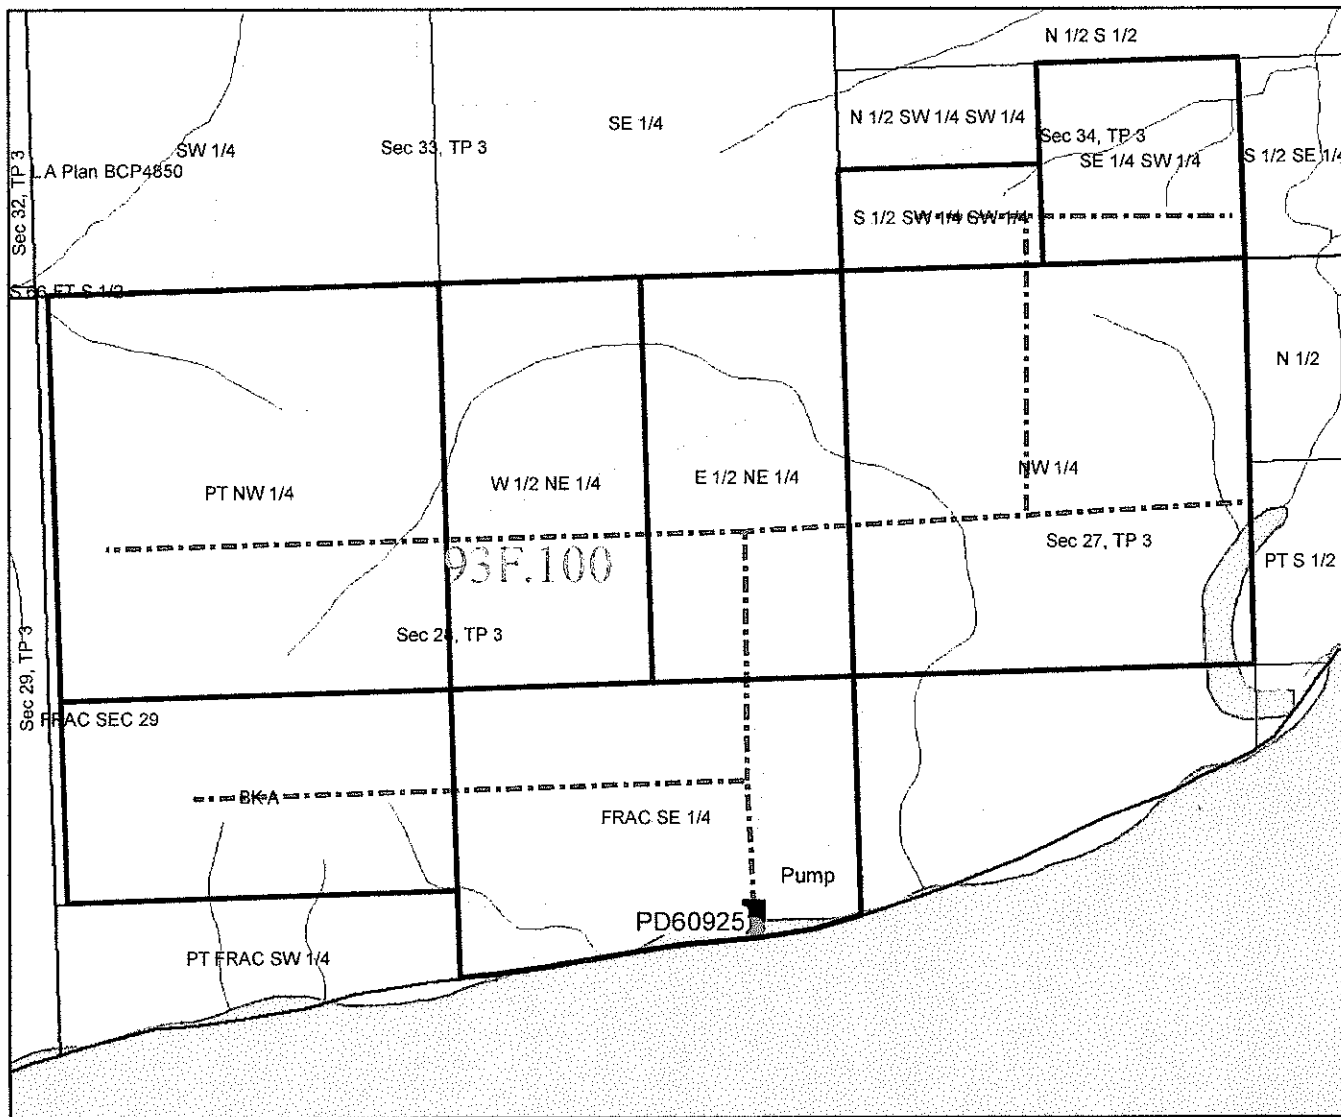 N 1/2 S 1/2
N 1/2 SW 1/4 SW 1/4
SE 1/4
Sec 34, TP 3
Sec 33, TP 3
SW 1/4
SE 1/4 SW 1/4
S 1/2 SE 1/4
L.A Plan BCP4850
Sec 32, TP 3
S 1/2 SW 1/4 SW 1/4
S 66 FT S 1/2
N 1/2
NW 1/4
W 1/2 NE 1/4
E 1/2 NE 1/4
PT NW 1/4
Sec 27, TP 3
PT S 1/2
93F.100
Sec 28, TP 3
Sec 29, TP 3
FRAC SEC 29
BK A
FRAC SE 1/4
Pump
PD60925
PT FRAC SW 1/4